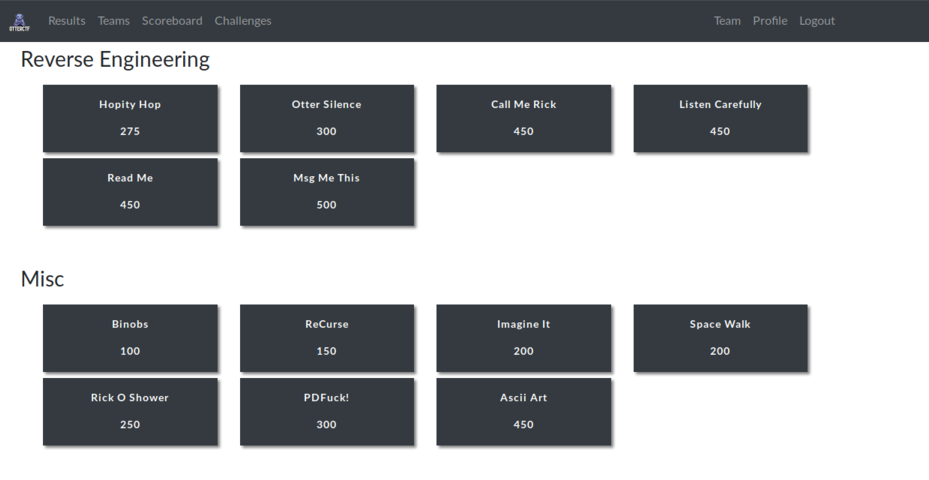 OTTERCTF Results Teams Scoreboard Challenges Team Profile Logout
Reverse Engineering
Hopity Hop Otter Silence Call Me Rick Listen Carefully
275 300 450 450
Read Me Msg Me This
450 500
Misc
Binobs ReCurse Imagine It Space Walk
100 150 200 200
Rick O Shower PDFuck! Ascii Art
250 300 450